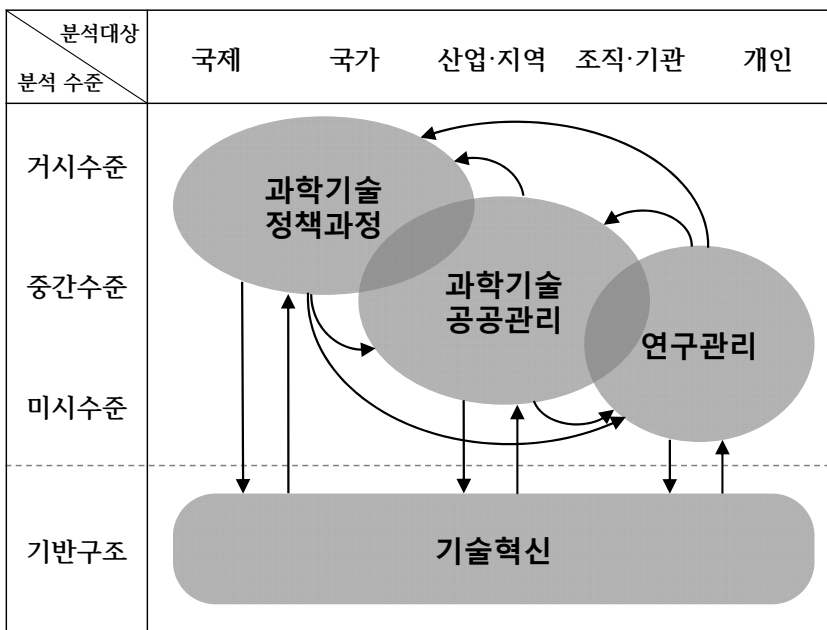 분석대상
분석 수준
국제 국가 산업·지역 조직·기관 개인
거시수준
과학기술
정책과정
중간수준
과학기술
공공관리
연구관리
미시수준
기반구조
기술혁신